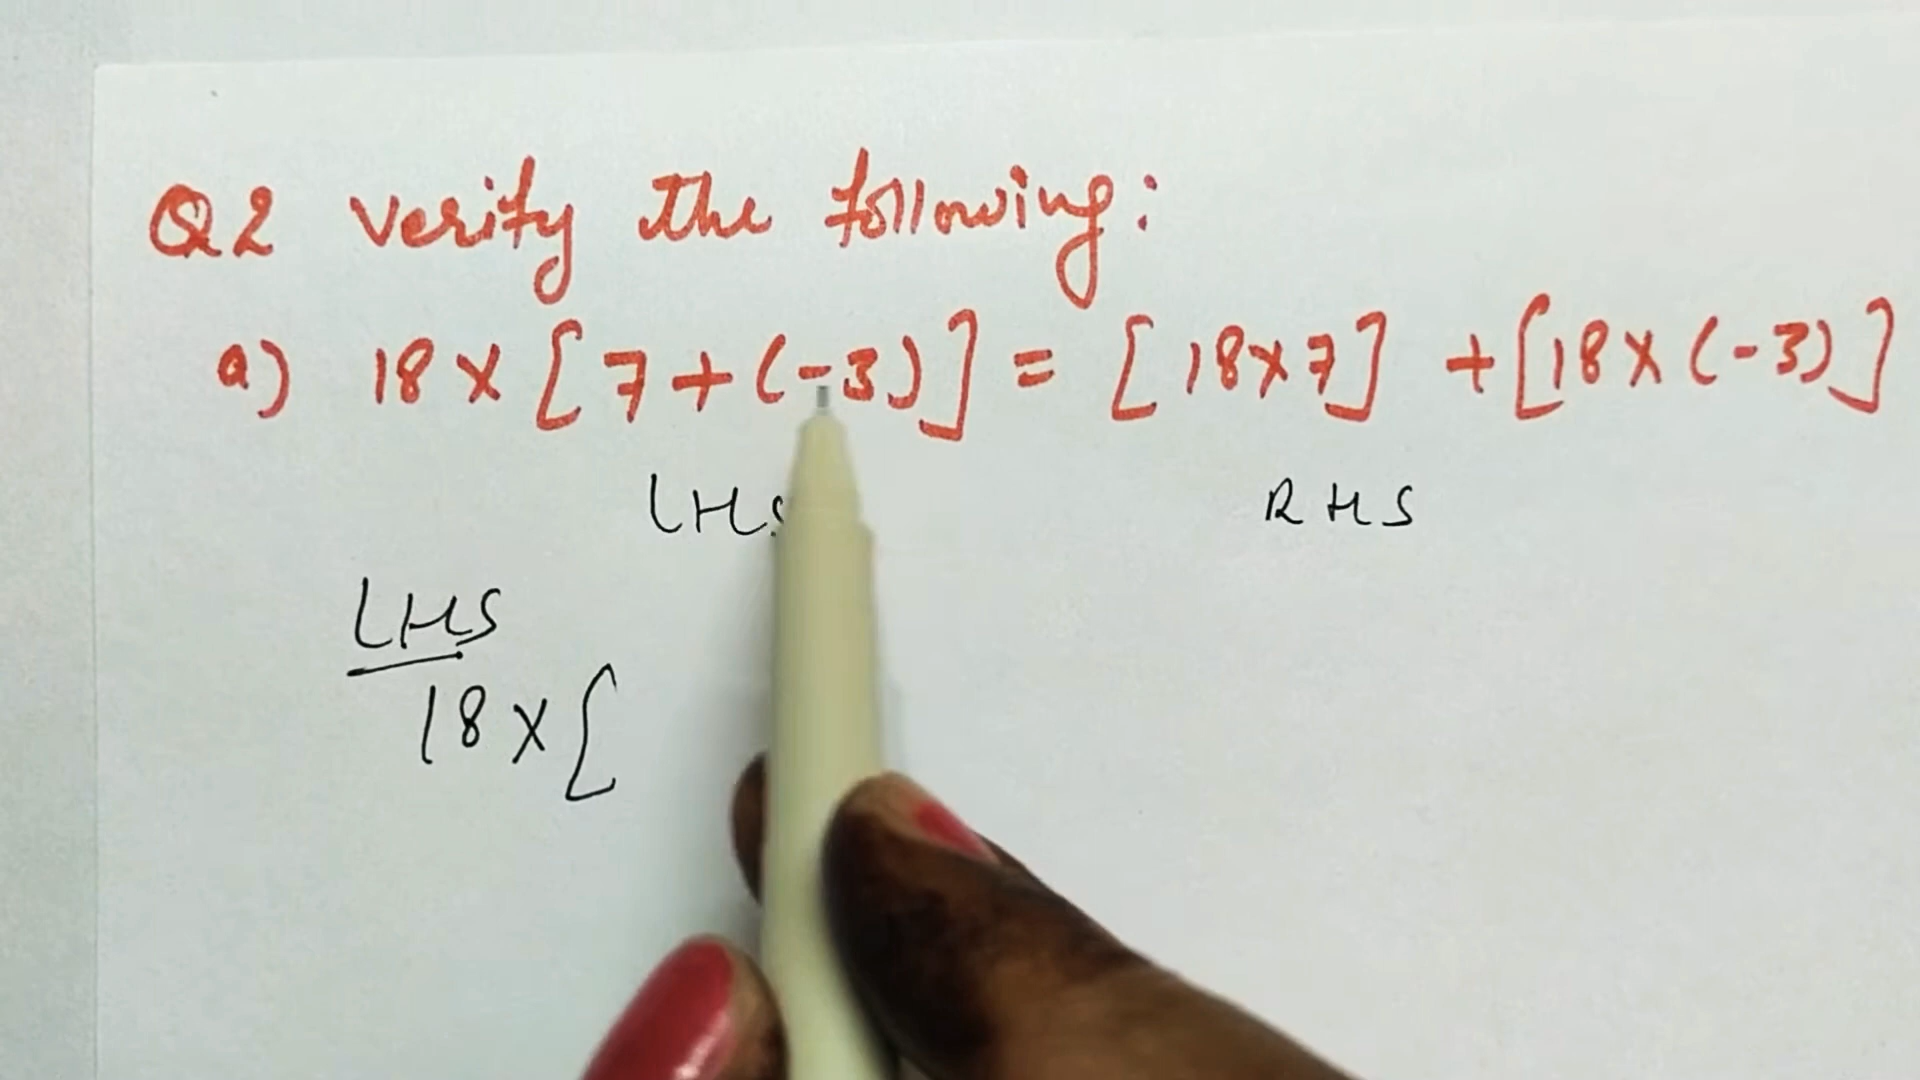 Q2 verify the following:
a) 18 × [ 7 + (-3) ] = [ 18 × 7 ] + [ 18 × (-3) ]
LHS RHS
LHS
18 × [